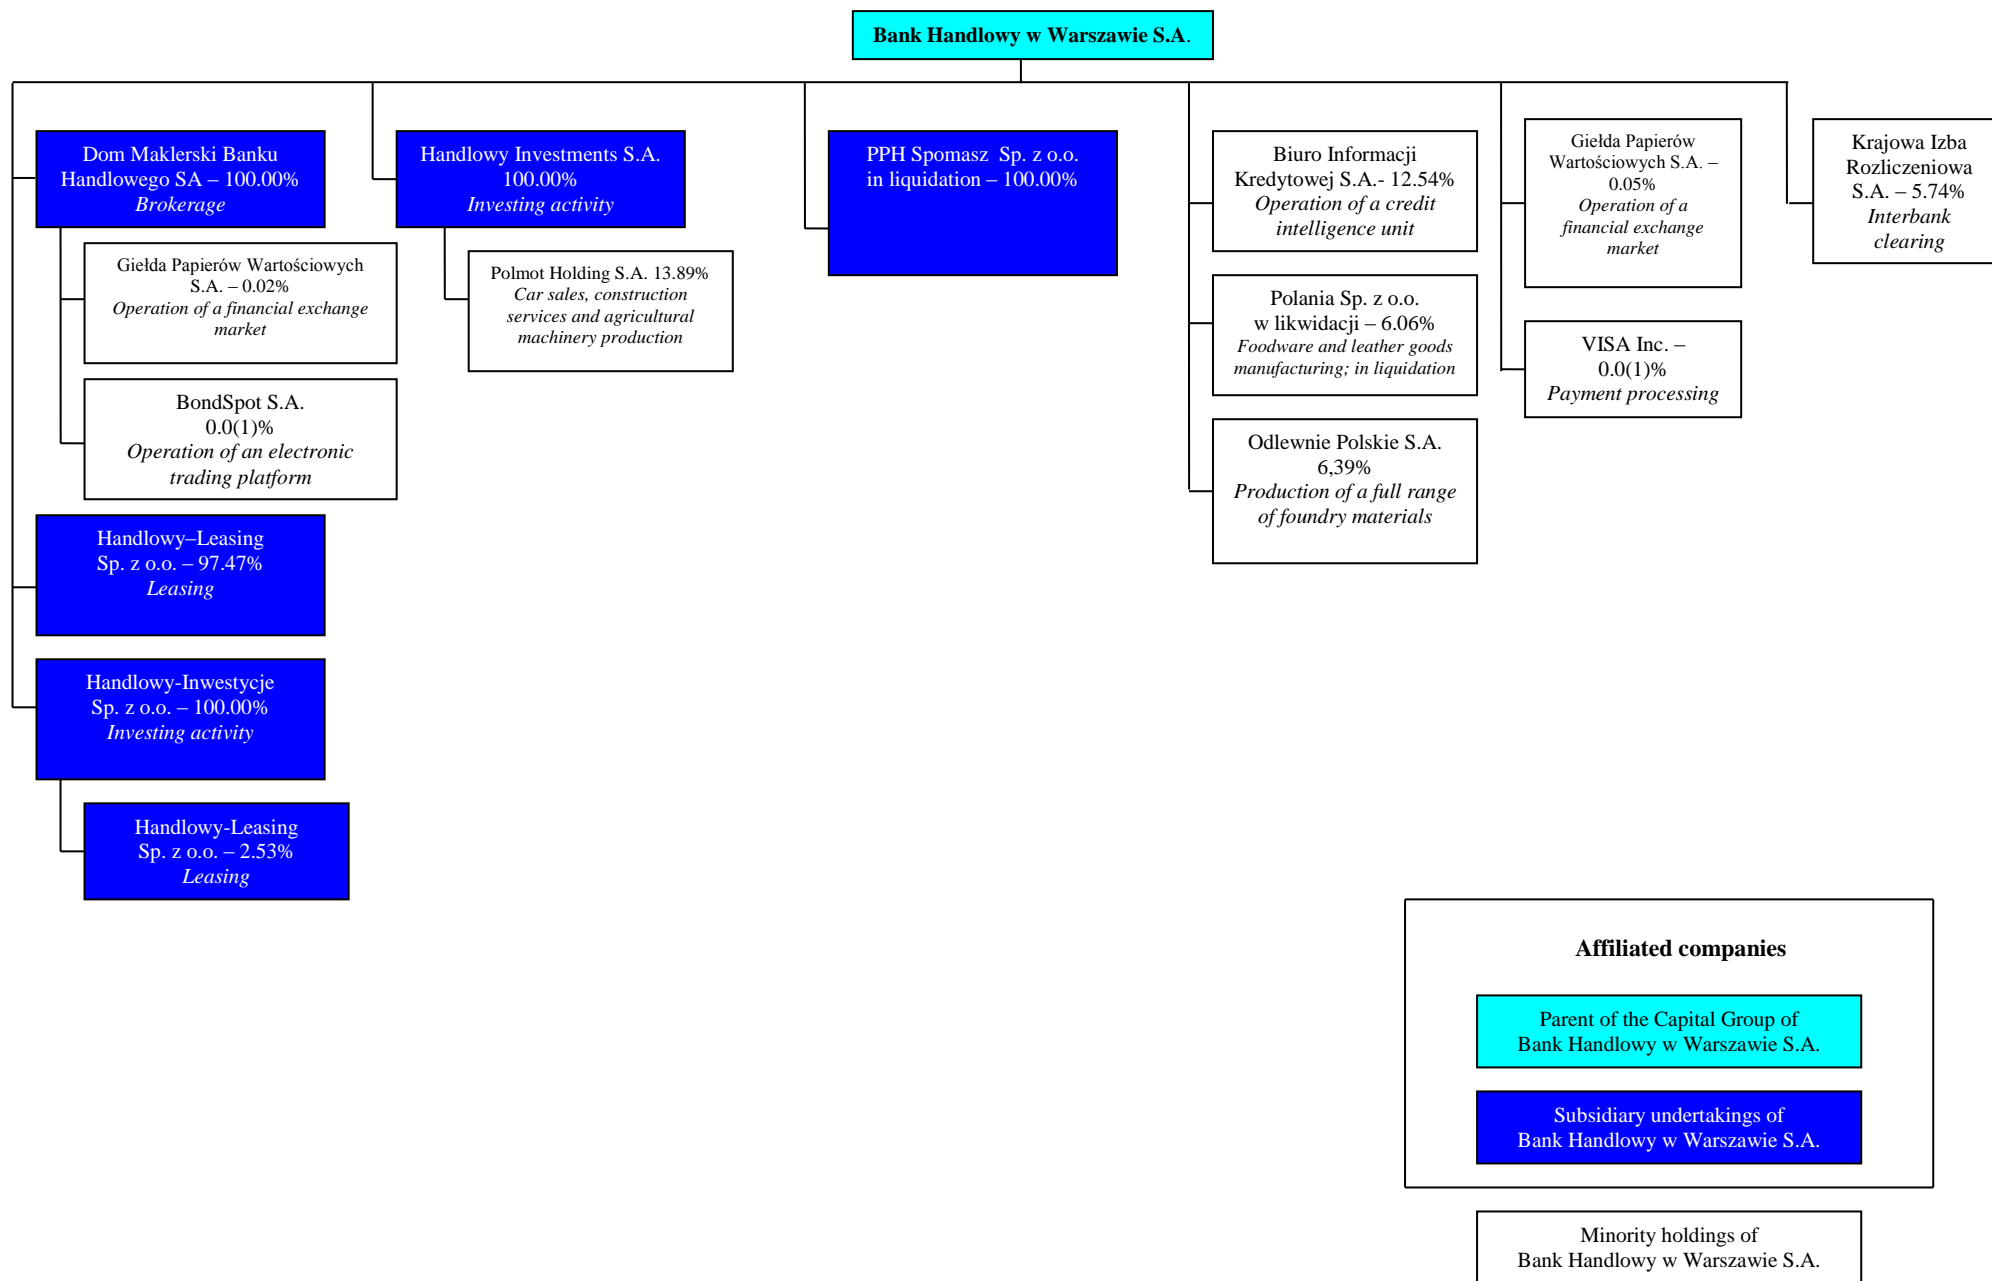 Bank Handlowy w Warszawie S.A.
Dom Maklerski Banku
Handlowego SA – 100.00%
Brokerage
Giełda Papierów Wartościowych
S.A. – 0.02%
Operation of a financial exchange
market
BondSpot S.A.
0.0(1)%
Operation of an electronic
trading platform
Handlowy–Leasing
Sp. z o.o. – 97.47%
Leasing
Handlowy-Inwestycje
Sp. z o.o. – 100.00%
Investing activity
Handlowy-Leasing
Sp. z o.o. – 2.53%
Leasing
Handlowy Investments S.A.
100.00%
Investing activity
Polmot Holding S.A. 13.89%
Car sales, construction
services and agricultural
machinery production
PPH Spomasz  Sp. z o.o.
in liquidation – 100.00%
Biuro Informacji
Kredytowej S.A.- 12.54%
Operation of a credit
intelligence unit
Polania Sp. z o.o.
w likwidacji – 6.06%
Foodware and leather goods
manufacturing; in liquidation
Odlewnie Polskie S.A.
6,39%
Production of a full range
of foundry materials
Giełda Papierów
Wartościowych S.A. –
0.05%
Operation of a
financial exchange
market
VISA Inc. –
0.0(1)%
Payment processing
Krajowa Izba
Rozliczeniowa
S.A. – 5.74%
Interbank
clearing
Affiliated companies
Parent of the Capital Group of
Bank Handlowy w Warszawie S.A.
Subsidiary undertakings of
Bank Handlowy w Warszawie S.A.
Minority holdings of
Bank Handlowy w Warszawie S.A.